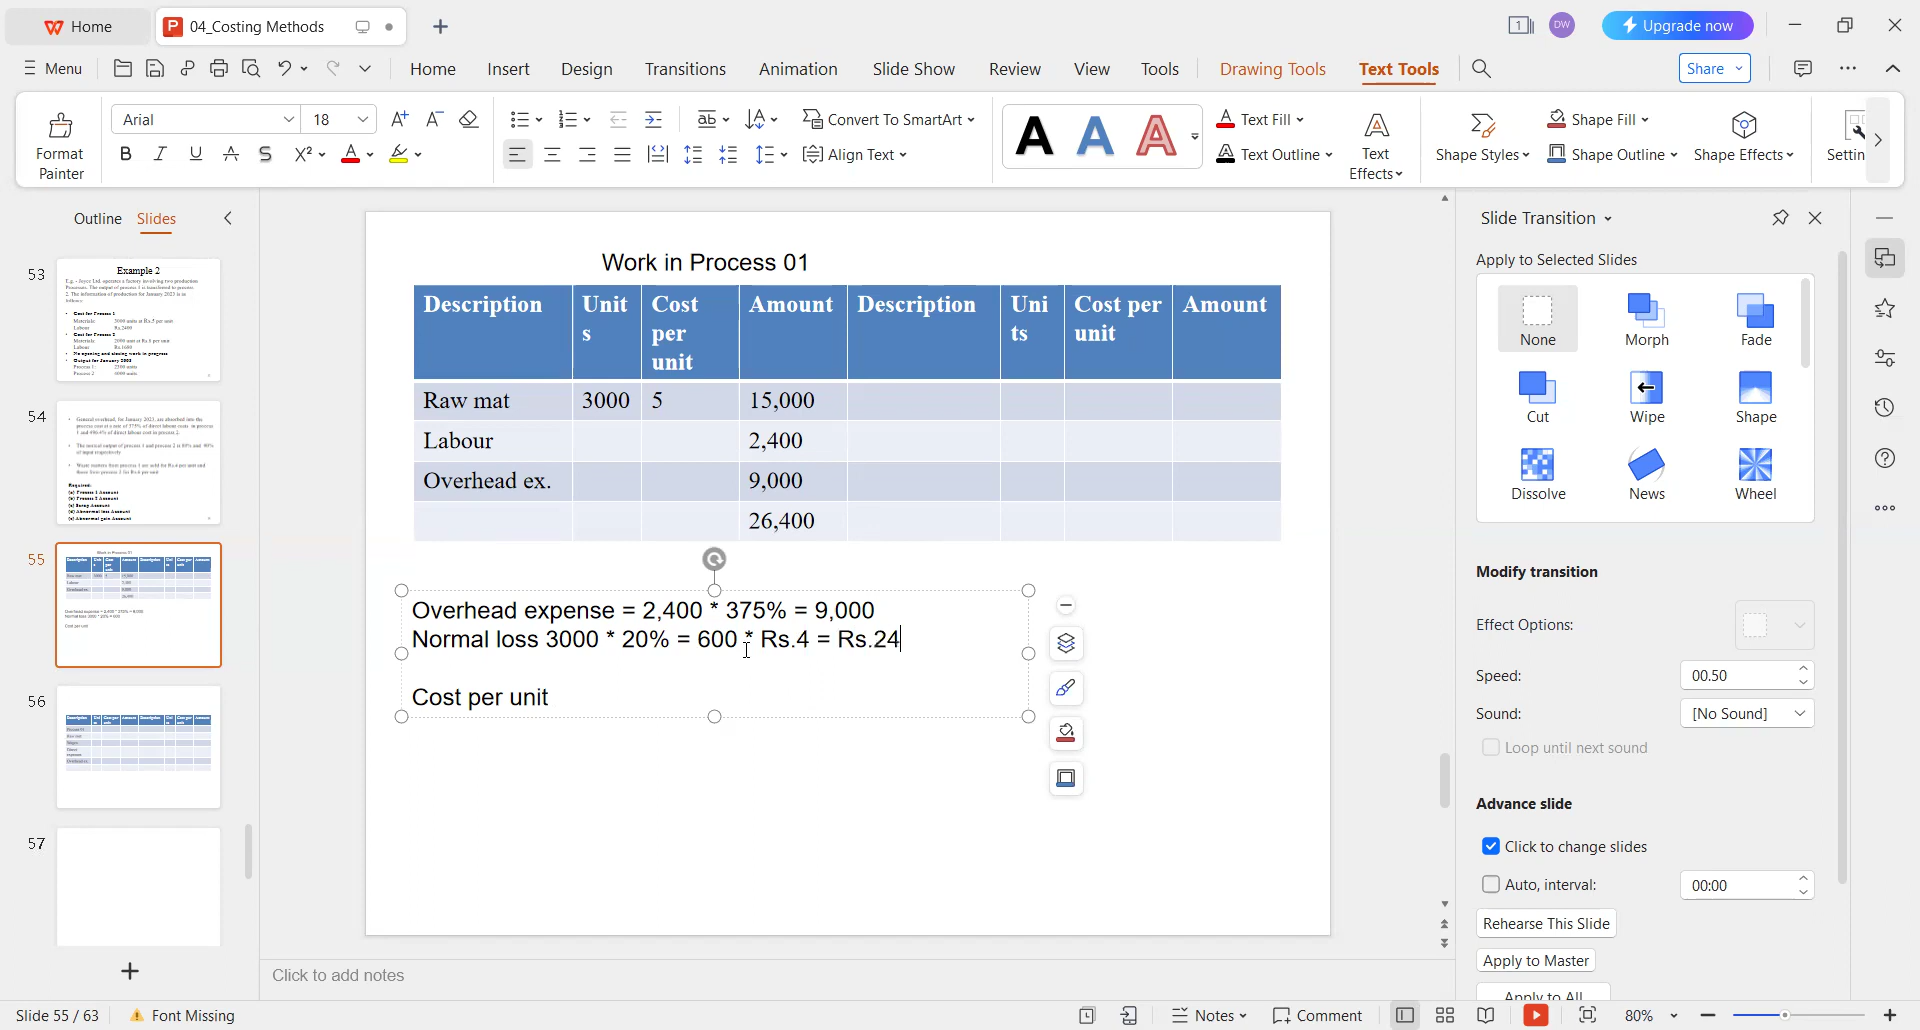 Home
04_Costing Methods
DW
Upgrade now
Menu
Home Insert Design Transitions Animation Slide Show Review View Tools Drawing Tools Text Tools
Share
Format Painter
Arial 18
Convert To SmartArt
Align Text
Text Fill
Text Outline
Text Effects
Shape Styles
Shape Fill
Shape Outline
Shape Effects
Settin
Outline Slides
53
Example 2
54
55
56
57
Work in Process 01
Description Units Cost per unit Amount Description Units Cost per unit Amount
Raw mat 3000 5 15,000
Labour 2,400
Overhead ex. 9,000
26,400
Overhead expense = 2,400 * 375% = 9,000
Normal loss 3000 * 20% = 600 * Rs.4 = Rs.24
Cost per unit
Click to add notes
Slide Transition
Apply to Selected Slides
None Morph Fade
Cut Wipe Shape
Dissolve News Wheel
Modify transition
Effect Options:
Speed: 00.50
Sound: [No Sound]
Loop until next sound
Advance slide
Click to change slides
Auto, interval: 00:00
Rehearse This Slide
Apply to Master
Apply to All
Slide 55 / 63
Font Missing
Notes
Comment
80%